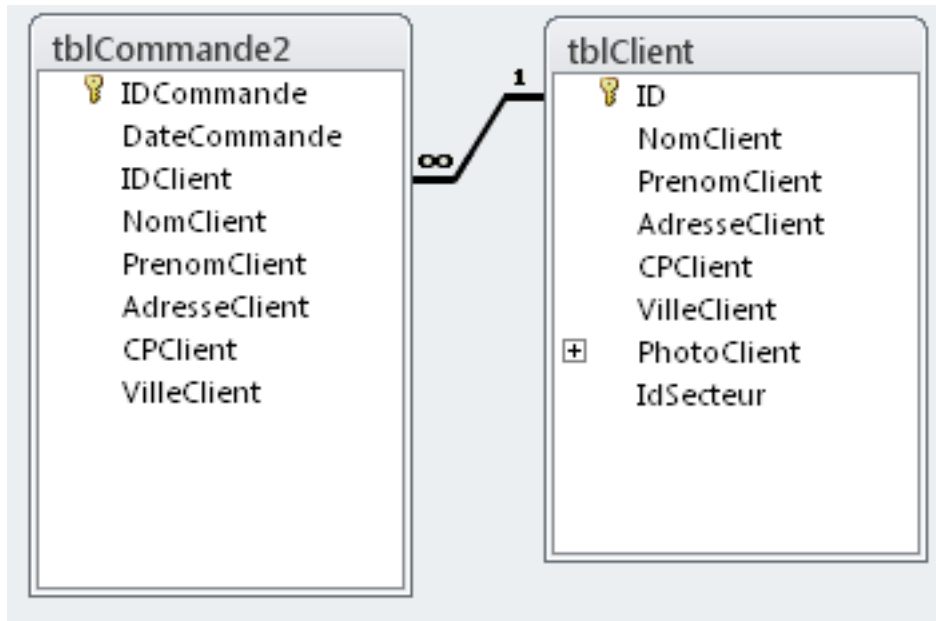 tblCommande2
IDCommande
DateCommande
IDClient
NomClient
PrenomClient
AdresseClient
CPClient
VilleClient
∞
1
tblClient
ID
NomClient
PrenomClient
AdresseClient
CPClient
VilleClient
PhotoClient
IdSecteur